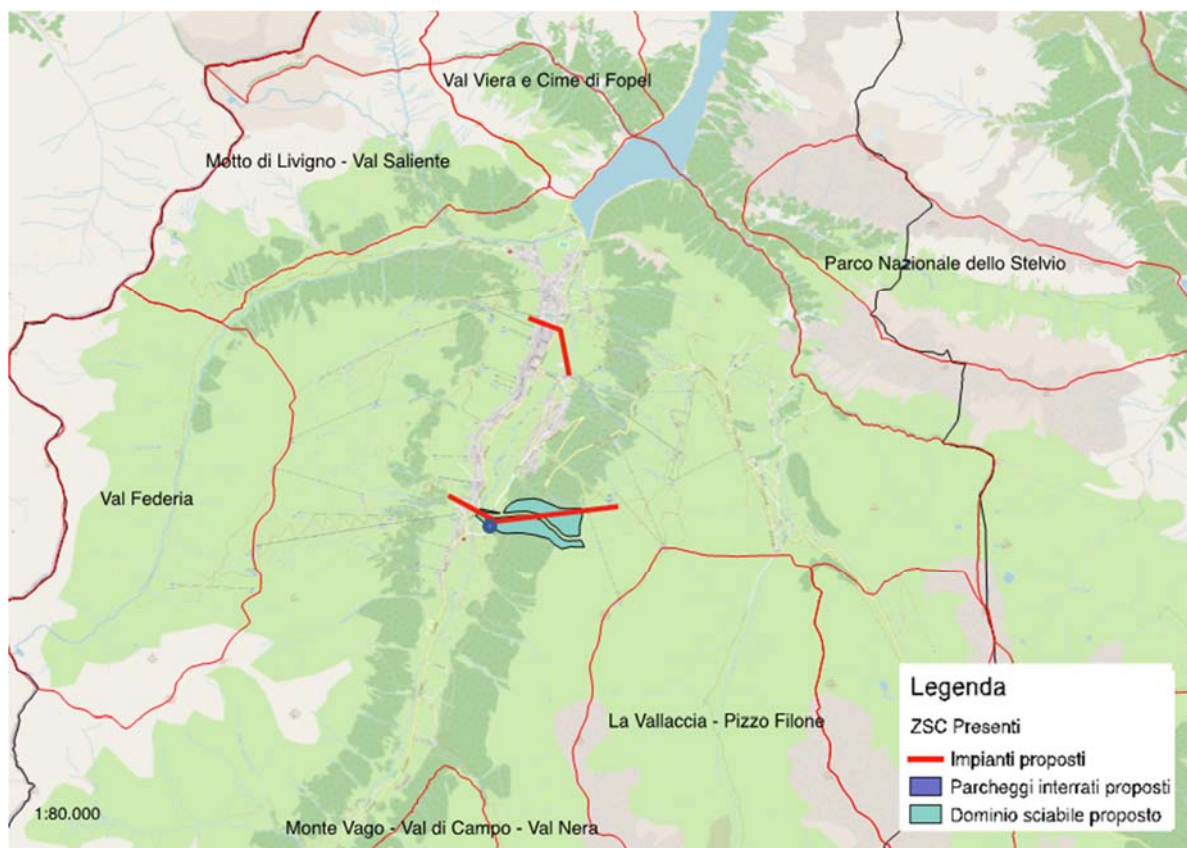 Val Viera e Cime di Fopel
Motto di Livigno - Val Saliente
Parco Nazionale dello Stelvio
Val Federia
La Vallaccia - Pizzo Filone
Monte Vago - Val di Campo - Val Nera
1:80.000
Legenda
ZSC Presenti
Impianti proposti
Parcheggi interrati proposti
Dominio sciabile proposto